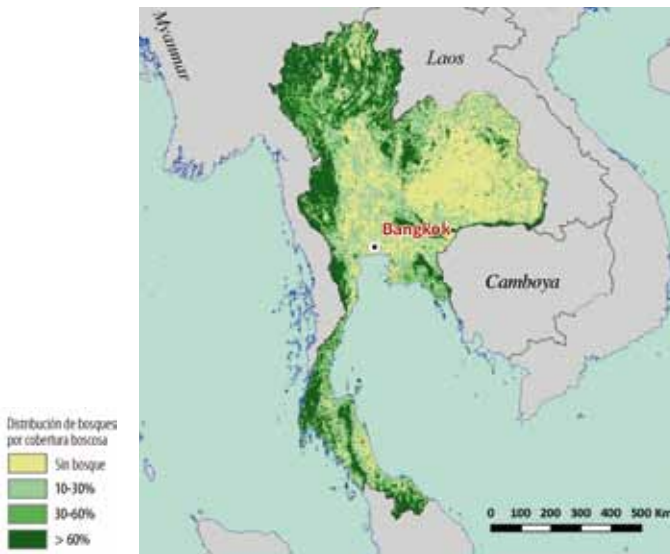 Myanmar
Laos
Bangkok
Camboya
Distribución de bosques
por cobertura boscosa
Sin bosque
10-30%
30-60%
> 60%
0 100 200 300 400 500 Km